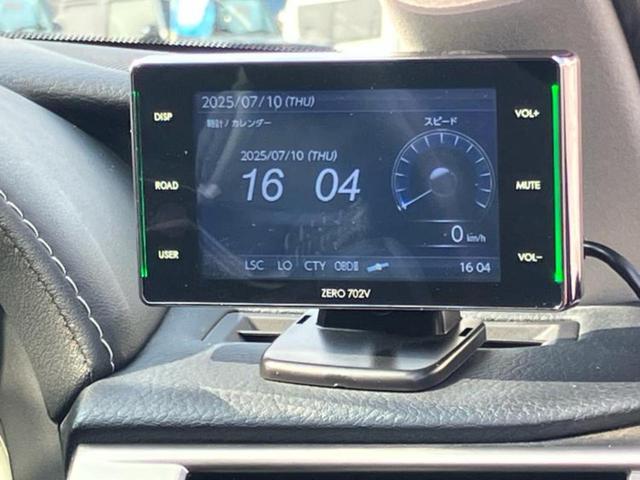 2025/07/10 (THU)
時計 / カレンダー
スピード
2025/07/10 (THU)
16 04
0 km/h
LSC LO CTY OBDⅡ
16 04
DISP
ROAD
USER
VOL+
MUTE
VOL-
ZERO 702V